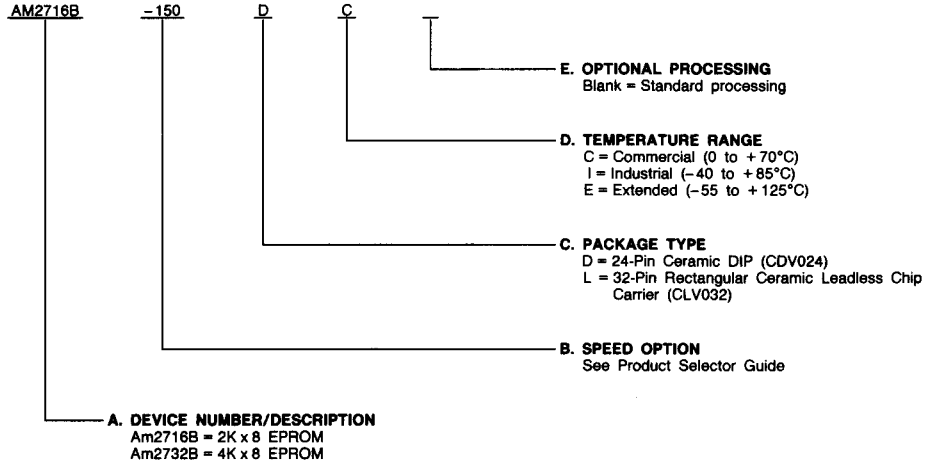 AM2716B -150 D C
E. OPTIONAL PROCESSING
Blank = Standard processing
D. TEMPERATURE RANGE
C = Commercial (0 to +70°C)
I = Industrial (-40 to +85°C)
E = Extended (-55 to +125°C)
C. PACKAGE TYPE
D = 24-Pin Ceramic DIP (CDV024)
L = 32-Pin Rectangular Ceramic Leadless Chip
Carrier (CLV032)
B. SPEED OPTION
See Product Selector Guide
A. DEVICE NUMBER/DESCRIPTION
Am2716B = 2K x 8 EPROM
Am2732B = 4K x 8 EPROM